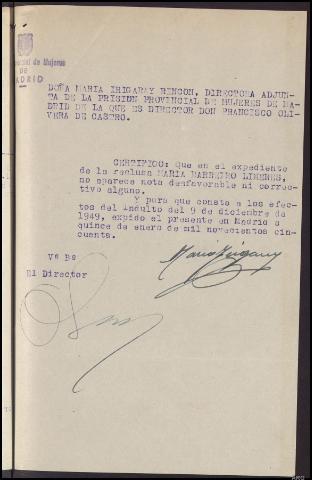 de Mujeres
DE
MADRID
DOÑA MARIA IRIGARAY RINCON, DIRECTORA ADJUN-
TA DE LA PRISION PROVINCIAL DE MUJERES DE MA-
DRID DE LA QUE ES DIRECTOR DON FRANCISCO OLI-
VERA DE CASTRO.
CERTIFICO: que en el expediente
de la reclusa MARIA BARREIRO LIÑERES,
no aparece nota desfavorable ni correc-
tivo alguno.
Y para que conste a los efec-
tos del Indulto del 9 de diciembre de
1949, expido el presente en Madrid a
quince de enero de mil novecientos cin-
cuenta.
Vº Bº
El Director
Maria Irigaray